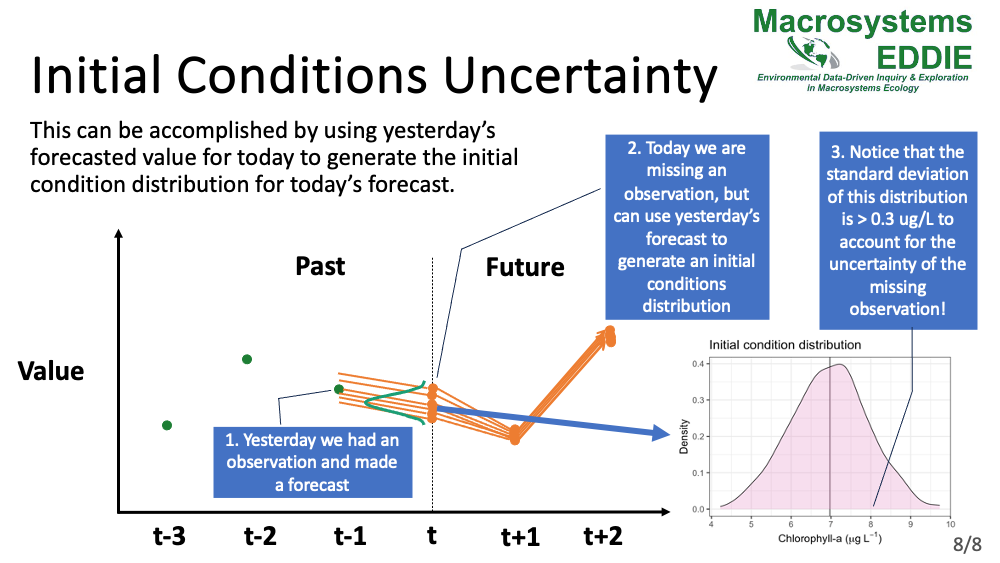 Macrosystems
EDDIE
Environmental Data-Driven Inquiry & Exploration
in Macrosystems Ecology
Initial Conditions Uncertainty
This can be accomplished by using yesterday's
forecasted value for today to generate the initial
condition distribution for today's forecast.
2. Today we are
missing an
observation, but
can use yesterday's
forecast to
generate an initial
conditions
distribution
3. Notice that the
standard deviation
of this distribution
is > 0.3 ug/L to
account for the
uncertainty of the
missing
observation!
Past
Future
Value
1. Yesterday we had an
observation and made
a forecast
t-3
t-2
t-1
t
t+1
t+2
Initial condition distribution
Density
0.4
0.3
0.2
0.1
0.0
4 5 6 7 8 9 10
Chlorophyll-a (μg L⁻¹)
8/8